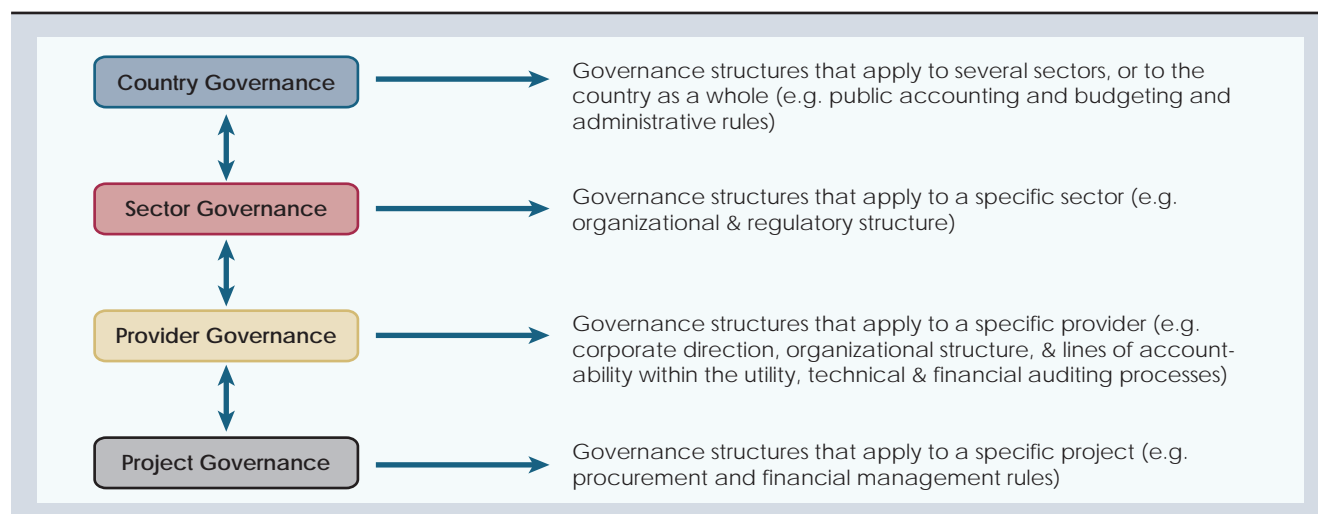 Country Governance
Governance structures that apply to several sectors, or to the
country as a whole (e.g. public accounting and budgeting and
administrative rules)
Sector Governance
Governance structures that apply to a specific sector (e.g.
organizational & regulatory structure)
Provider Governance
Governance structures that apply to a specific provider (e.g.
corporate direction, organizational structure, & lines of account-
ability within the utility, technical & financial auditing processes)
Project Governance
Governance structures that apply to a specific project (e.g.
procurement and financial management rules)